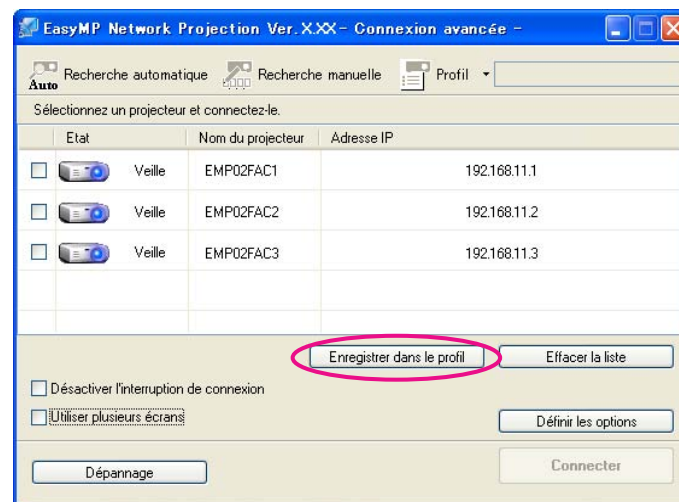 EasyMP Network Projection Ver. X.XX - Connexion avancée -
Auto Recherche automatique Recherche manuelle Profil
Sélectionnez un projecteur et connectez-le.
Etat Nom du projecteur Adresse IP
Veille EMP02FAC1 192.168.11.1
Veille EMP02FAC2 192.168.11.2
Veille EMP02FAC3 192.168.11.3
Enregistrer dans le profil Effacer la liste
Désactiver l'interruption de connexion
Utiliser plusieurs écrans
Définir les options
Dépannage Connecter